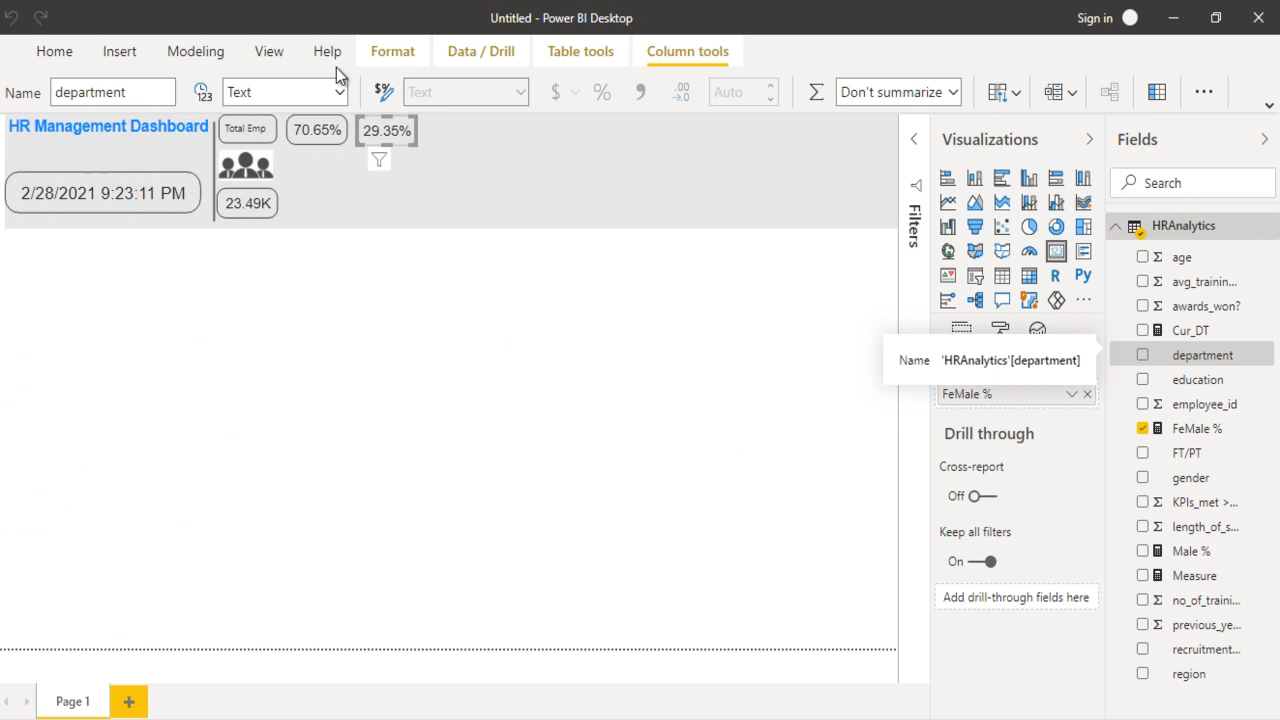 Untitled - Power BI Desktop
Sign in
Home
Insert
Modeling
View
Help
Format
Data / Drill
Table tools
Column tools
Name
department
Text
Text
$
%
Auto
Don't summarize
HR Management Dashboard
2/28/2021 9:23:11 PM
Total Emp
23.49K
70.65%
29.35%
Filters
Visualizations
R
Py
Name 'HRAnalytics'[department]
FeMale %
Drill through
Cross-report
Off
Keep all filters
On
Add drill-through fields here
Fields
Search
HRAnalytics
age
avg_trainin...
awards_won?
Cur_DT
department
education
employee_id
FeMale %
FT/PT
gender
KPIs_met >...
length_of_s...
Male %
Measure
no_of_traini...
previous_ye...
recruitment...
region
Page 1